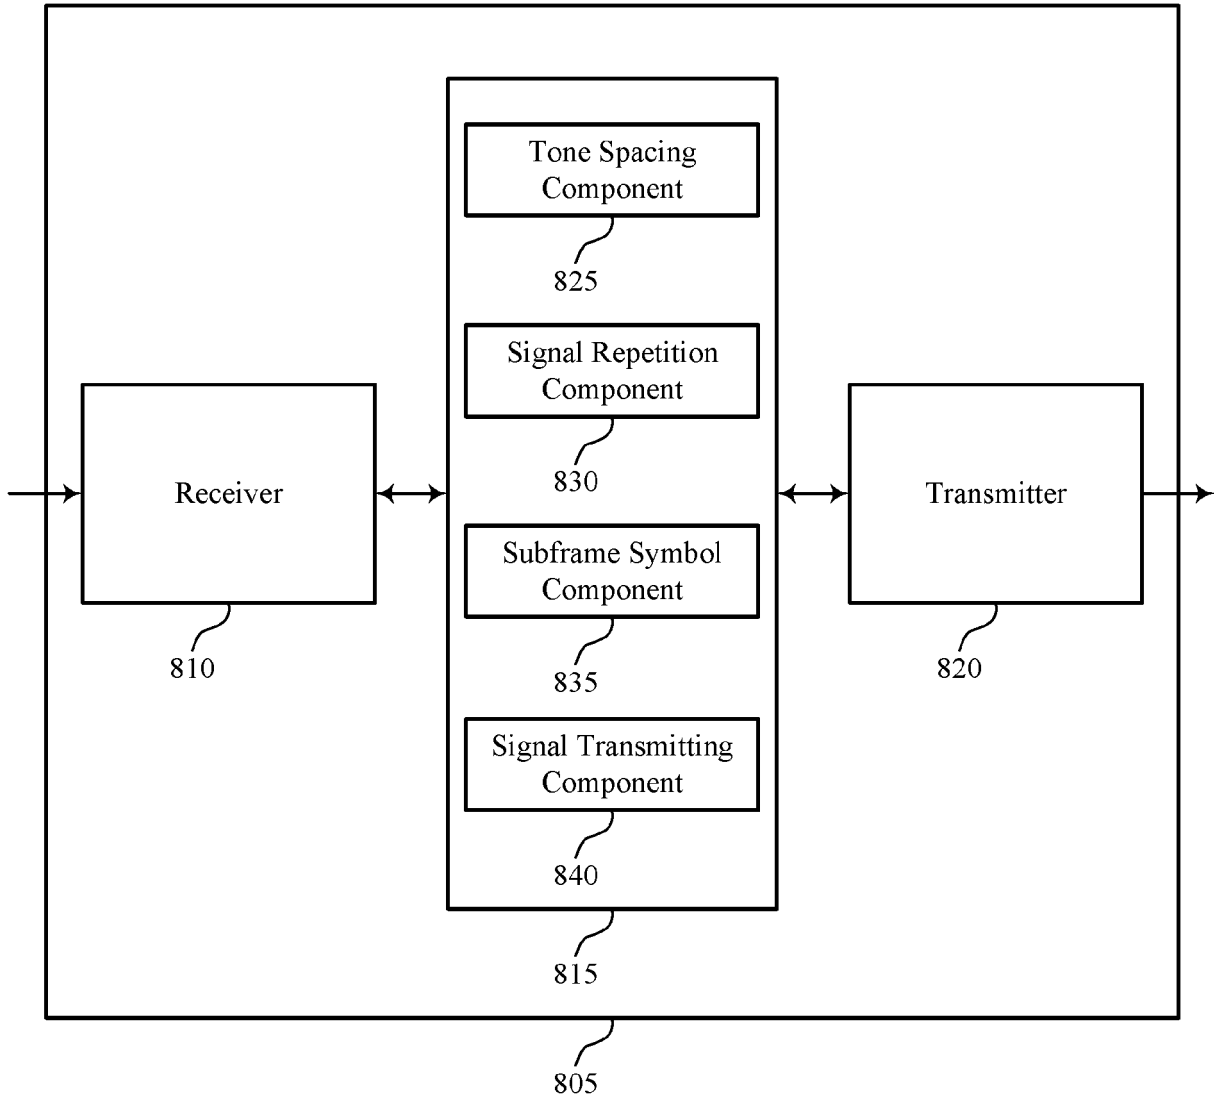 Tone Spacing
Component
825
Signal Repetition
Component
830
Receiver
810
Subframe Symbol
Component
835
Transmitter
820
Signal Transmitting
Component
840
815
805